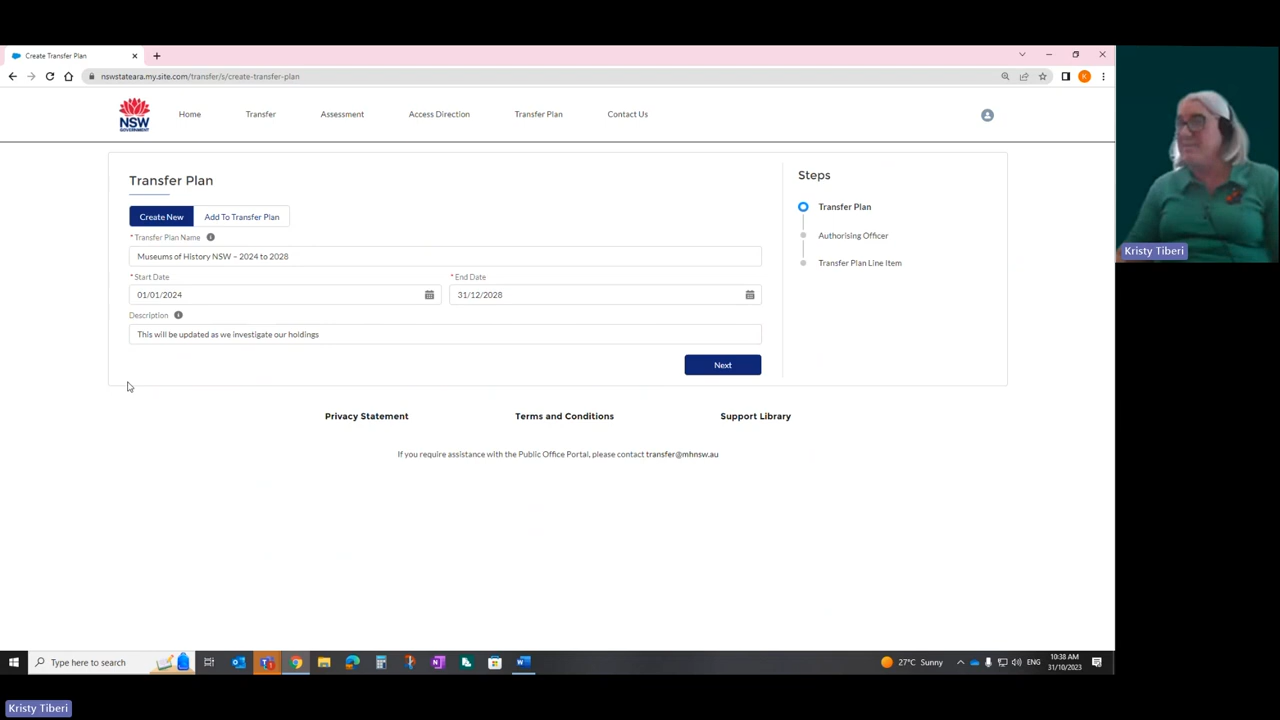 Create Transfer Plan
nswstateara.my.site.com/transfer/s/create-transfer-plan
K
NSW
GOVERNMENT
Home
Transfer
Assessment
Access Direction
Transfer Plan
Contact Us
Transfer Plan
Create New
Add To Transfer Plan
* Transfer Plan Name
Museums of History NSW – 2024 to 2028
* Start Date
* End Date
01/01/2024
31/12/2028
Description
This will be updated as we investigate our holdings
Next
Steps
Transfer Plan
Authorising Officer
Transfer Plan Line Item
Privacy Statement
Terms and Conditions
Support Library
If you require assistance with the Public Office Portal, please contact transfer@mhnsw.au
Kristy Tiberi
Type here to search
27°C Sunny
ENG
10:38 AM
31/10/2023
Kristy Tiberi